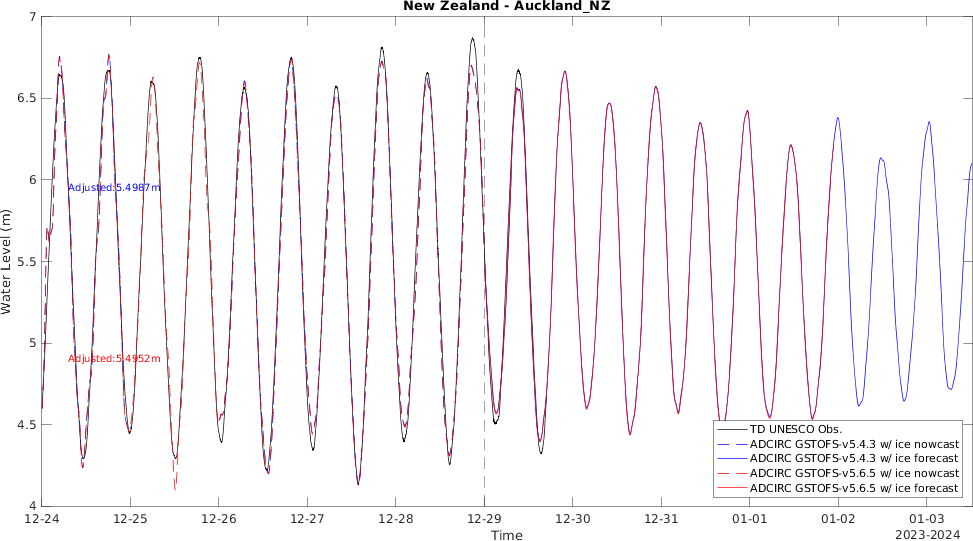 New Zealand - Auckland_NZ
7
6.5
6
5.5
5
4.5
4
Water Level (m)
Adjusted:5.4987m
Adjusted:5.4952m
TD UNESCO Obs.
ADCIRC GSTOFS-v5.4.3 w/ ice nowcast
ADCIRC GSTOFS-v5.4.3 w/ ice forecast
ADCIRC GSTOFS-v5.6.5 w/ ice nowcast
ADCIRC GSTOFS-v5.6.5 w/ ice forecast
12-24 12-25 12-26 12-27 12-28 12-29 12-30 12-31 01-01 01-02 01-03
Time
2023-2024